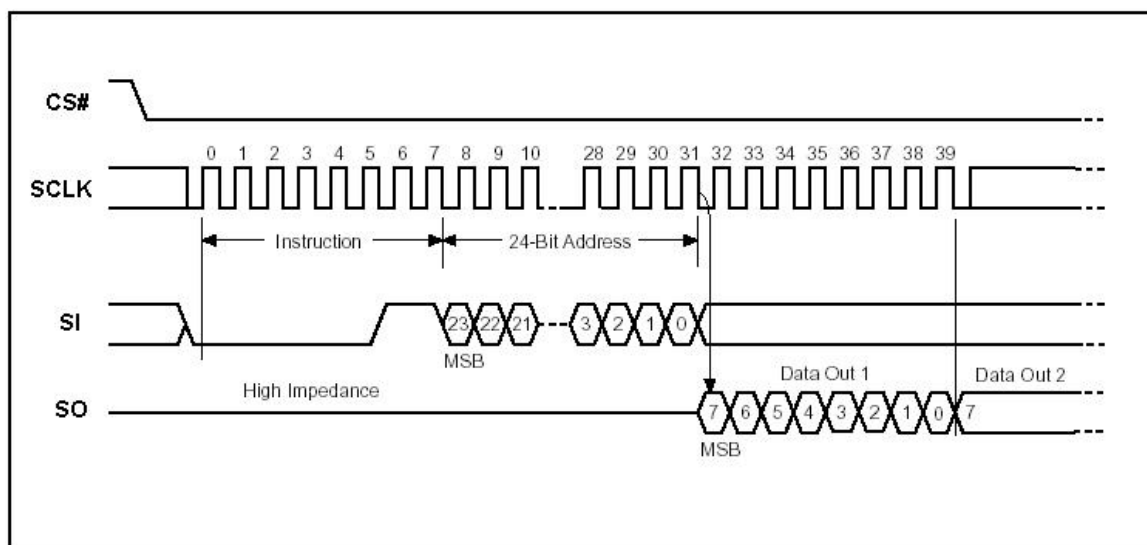 CS#
0 1 2 3 4 5 6 7 8 9 10 28 29 30 31 32 33 34 35 36 37 38 39
SCLK
Instruction 24-Bit Address
SI 23 22 21 3 2 1 0
MSB
High Impedance Data Out 1 Data Out 2
SO 7 6 5 4 3 2 1 0 7
MSB